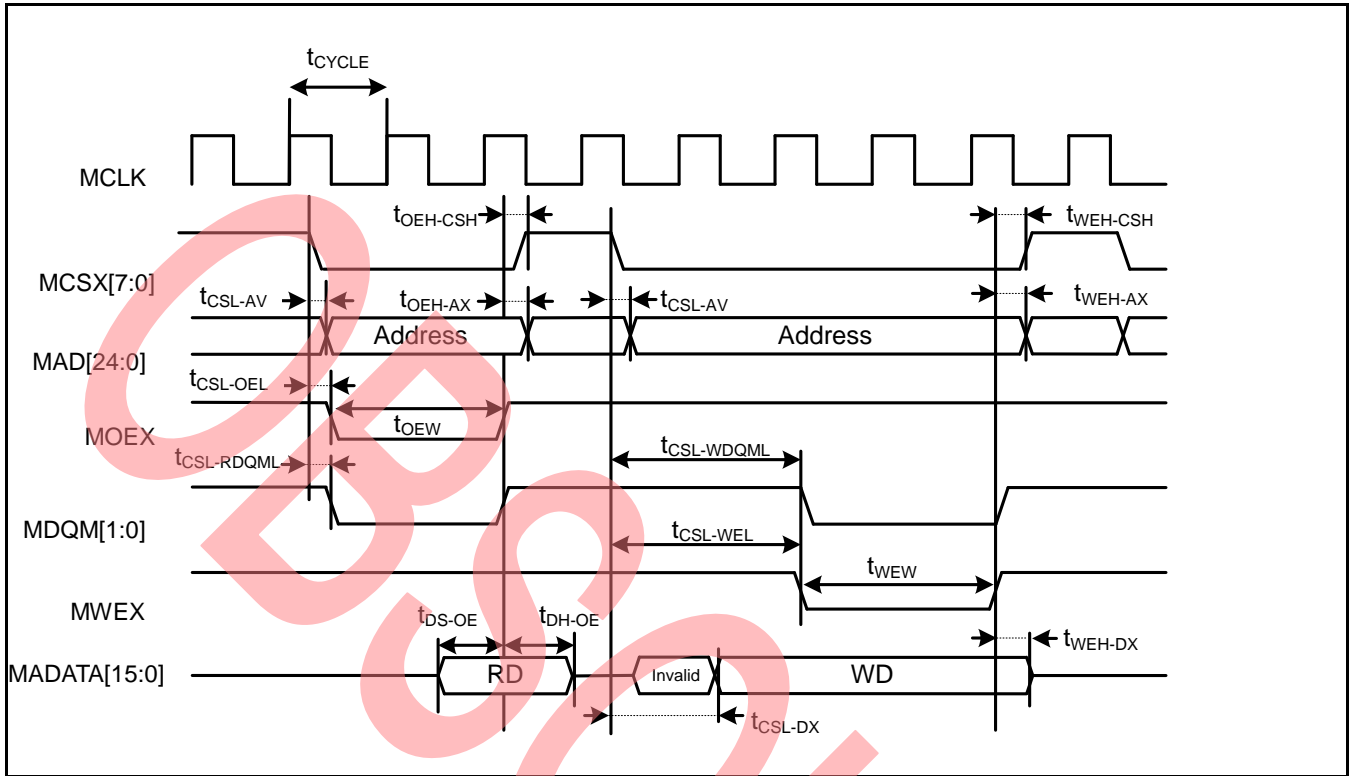 tCYCLE
MCLK
tOEH-CSH
tWEH-CSH
MCSX[7:0]
tCSL-AV
tOEH-AX
tCSL-AV
tWEH-AX
Address
Address
MAD[24:0]
tCSL-OEL
tOEW
MOEX
tCSL-WDQML
tCSL-RDQML
MDQM[1:0]
tCSL-WEL
tWEW
MWEX
tDS-OE
tDH-OE
tWEH-DX
MADATA[15:0]
RD
Invalid
WD
tCSL-DX
OBSO